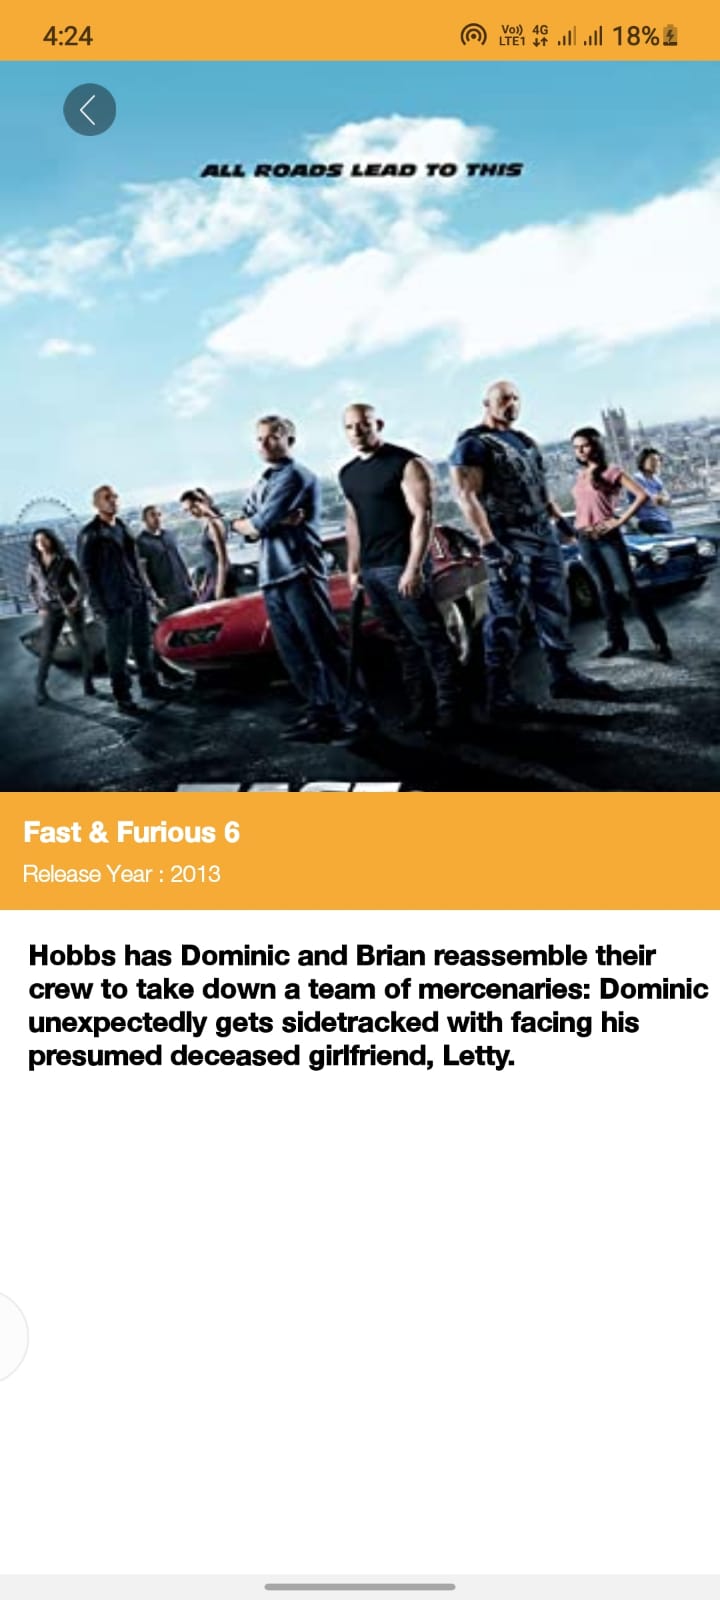 4:24
Vo)) 4G 18%
LTE1
ALL ROADS LEAD TO THIS
Fast & Furious 6
Release Year : 2013
Hobbs has Dominic and Brian reassemble their
crew to take down a team of mercenaries: Dominic
unexpectedly gets sidetracked with facing his
presumed deceased girlfriend, Letty.